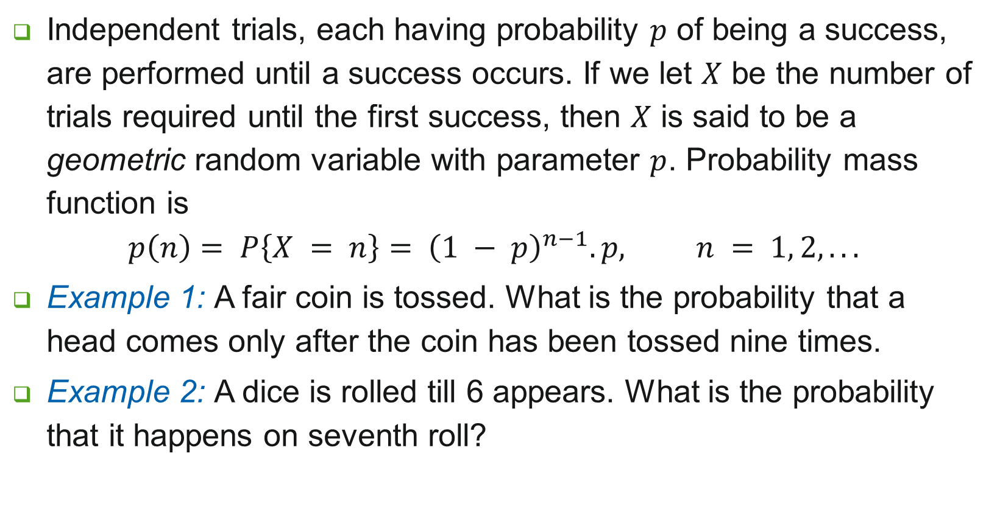 ❑ Independent trials, each having probability 𝑝 of being a success,
are performed until a success occurs. If we let 𝑋 be the number of
trials required until the first success, then 𝑋 is said to be a
geometric random variable with parameter 𝑝. Probability mass
function is
𝑝(𝑛) = 𝑃{𝑋 = 𝑛} = (1 − 𝑝)ⁿ⁻¹.𝑝, 𝑛 = 1,2,...
❑ Example 1: A fair coin is tossed. What is the probability that a
head comes only after the coin has been tossed nine times.
❑ Example 2: A dice is rolled till 6 appears. What is the probability
that it happens on seventh roll?